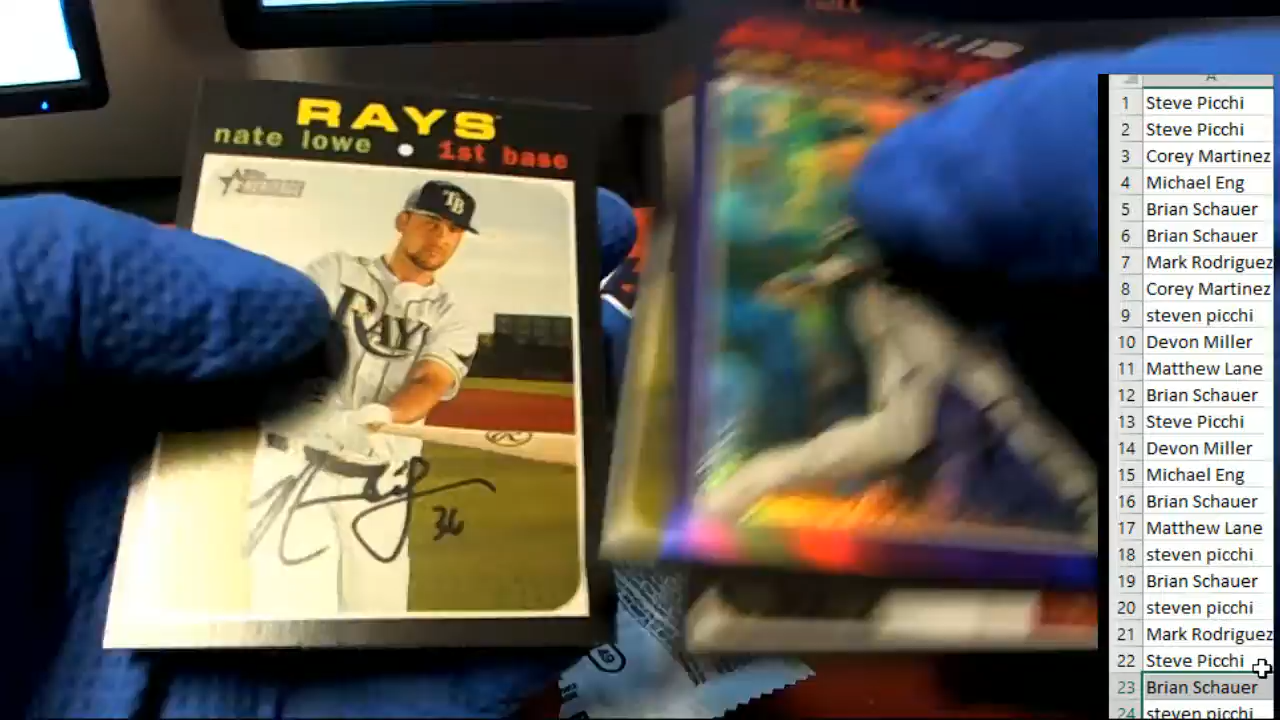 RAYS
nate lowe • 1st base
TB
RAYS
36
A
1 Steve Picchi
2 Steve Picchi
3 Corey Martinez
4 Michael Eng
5 Brian Schauer
6 Brian Schauer
7 Mark Rodriguez
8 Corey Martinez
9 steven picchi
10 Devon Miller
11 Matthew Lane
12 Brian Schauer
13 Steve Picchi
14 Devon Miller
15 Michael Eng
16 Brian Schauer
17 Matthew Lane
18 steven picchi
19 Brian Schauer
20 steven picchi
21 Mark Rodriguez
22 Steve Picchi
23 Brian Schauer
24 steven picchi